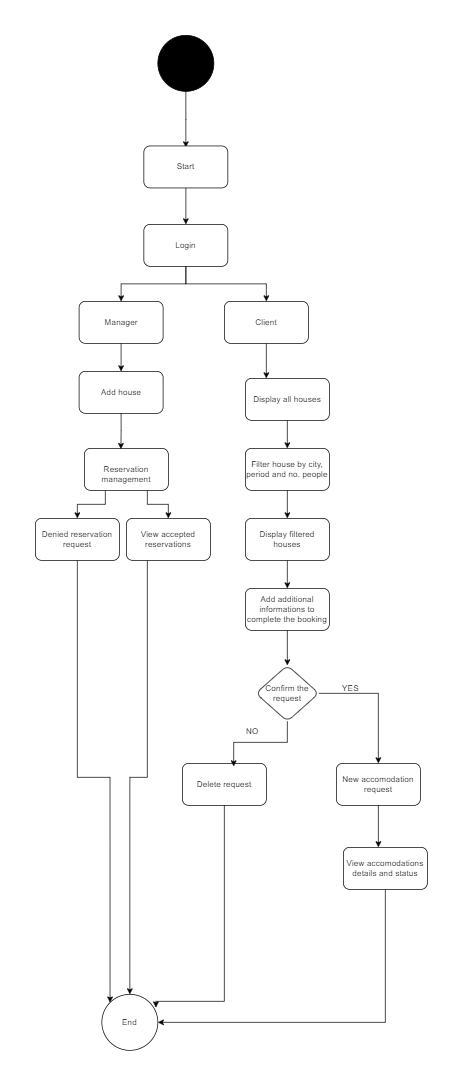 Start
Login
Manager
Client
Add house
Display all houses
Reservation
management
Filter house by city,
period and no. people
Denied reservation
request
View accepted
reservations
Display filtered
houses
Add additional
informations to
complete the booking
Confirm the
request
YES
NO
Delete request
New accomodation
request
View accomodations
details and status
End